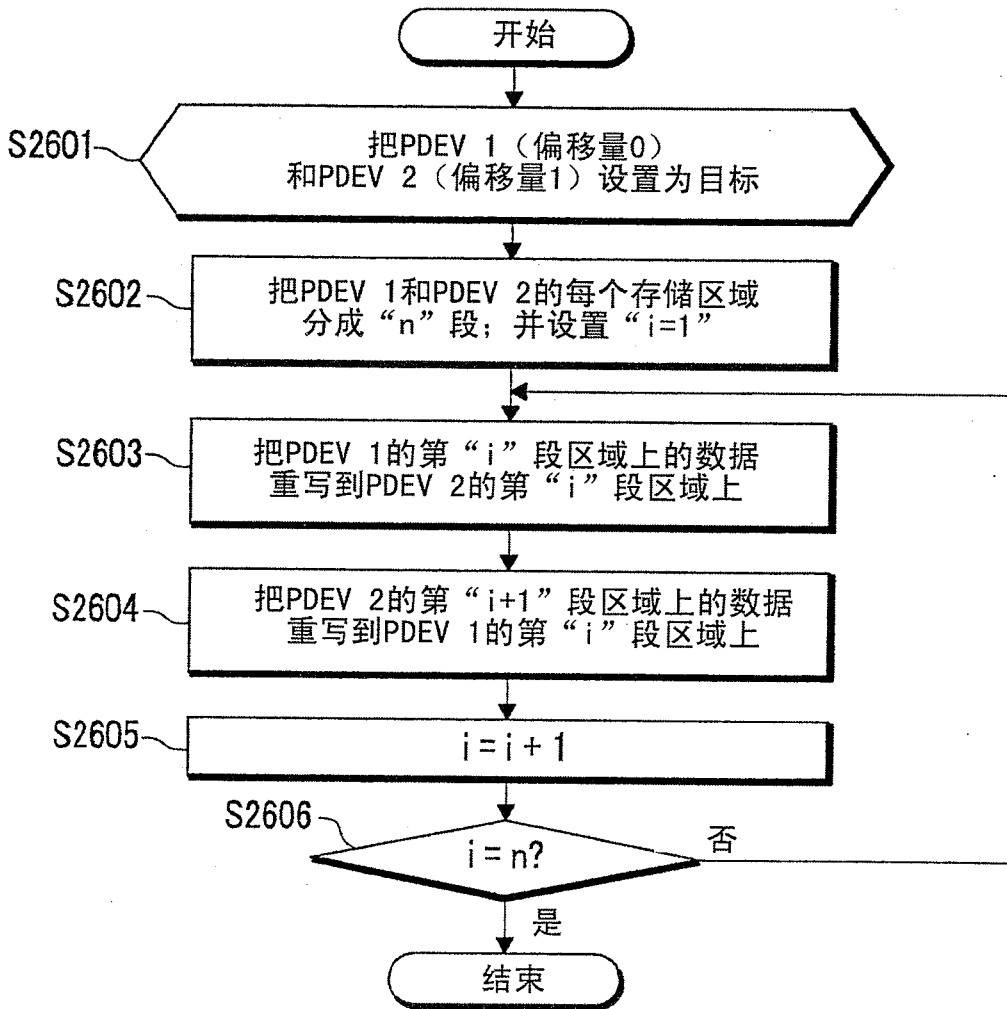 开始
S2601
把PDEV 1（偏移量0）
和PDEV 2（偏移量1）设置为目标
S2602
把PDEV 1和PDEV 2的每个存储区域
分成“n”段；并设置“i=1”
S2603
把PDEV 1的第“i”段区域上的数据
重写到PDEV 2的第“i”段区域上
S2604
把PDEV 2的第“i+1”段区域上的数据
重写到PDEV 1的第“i”段区域上
S2605
i=i+1
S2606
i=n?
否
是
结束